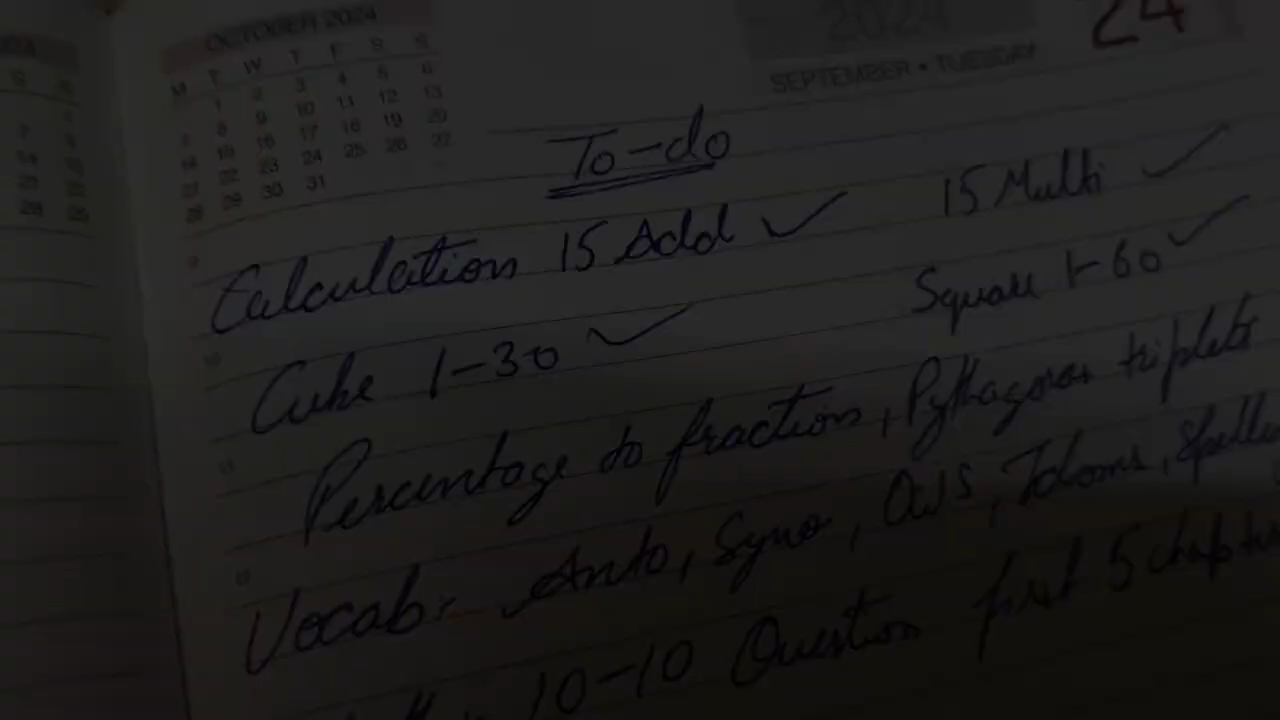 OCTOBER 2024
M T W T F S S
1 2 3 4 5 6
7 8 9 10 11 12 13
14 15 16 17 18 19 20
21 22 23 24 25 26 27
28 29 30 31
2024
24
SEPTEMBER • TUESDAY
To-do
Calculation 15 Add ✓ 15 Multi ✓
Cube 1-30 ✓ Square 1-60 ✓
Percentage to fraction, Pythagoras triplets
Vocab: Anto, Syno, OWS, Idoms,
10-10 Question first 5